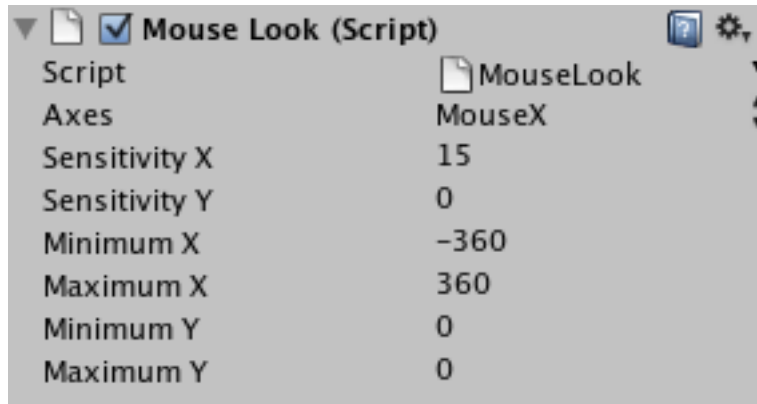 Mouse Look (Script)
Script MouseLook
Axes MouseX
Sensitivity X 15
Sensitivity Y 0
Minimum X -360
Maximum X 360
Minimum Y 0
Maximum Y 0